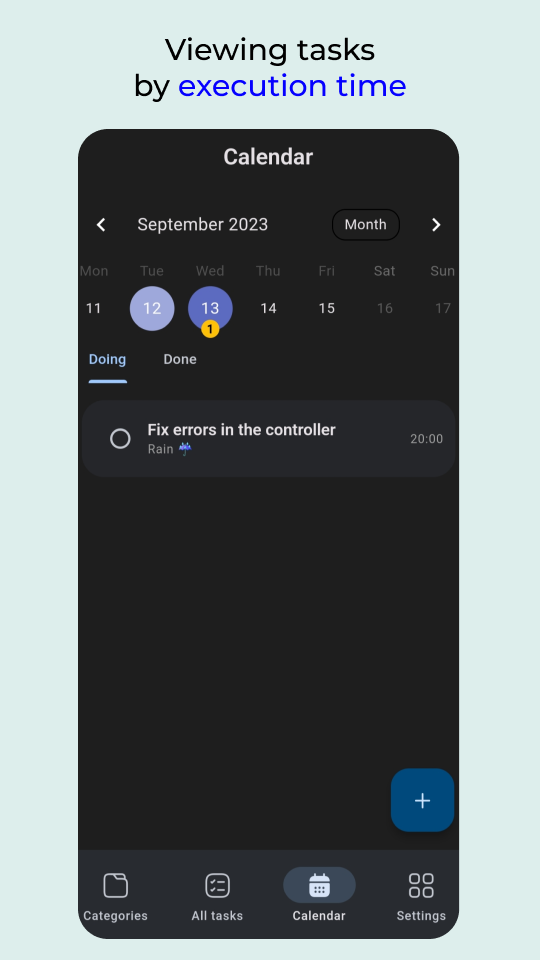 Viewing tasks
by execution time
Calendar
September 2023
Month
Mon Tue Wed Thu Fri Sat Sun
11 12 13 14 15 16 17
1
Doing Done
Fix errors in the controller
Rain ☔
20:00
Categories All tasks Calendar Settings